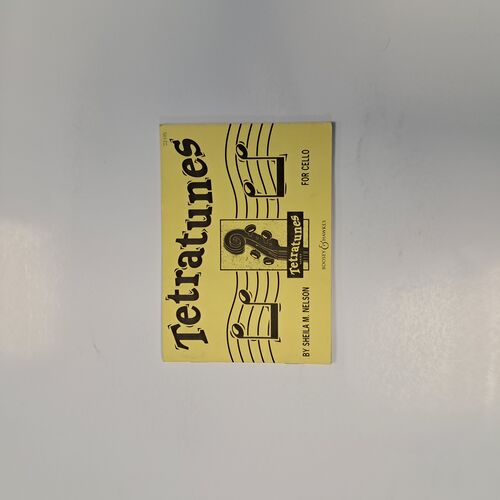 Tetratunes
Tetratunes
BY SHEILA M. NELSON
FOR CELLO
BOOSEY & HAWKES